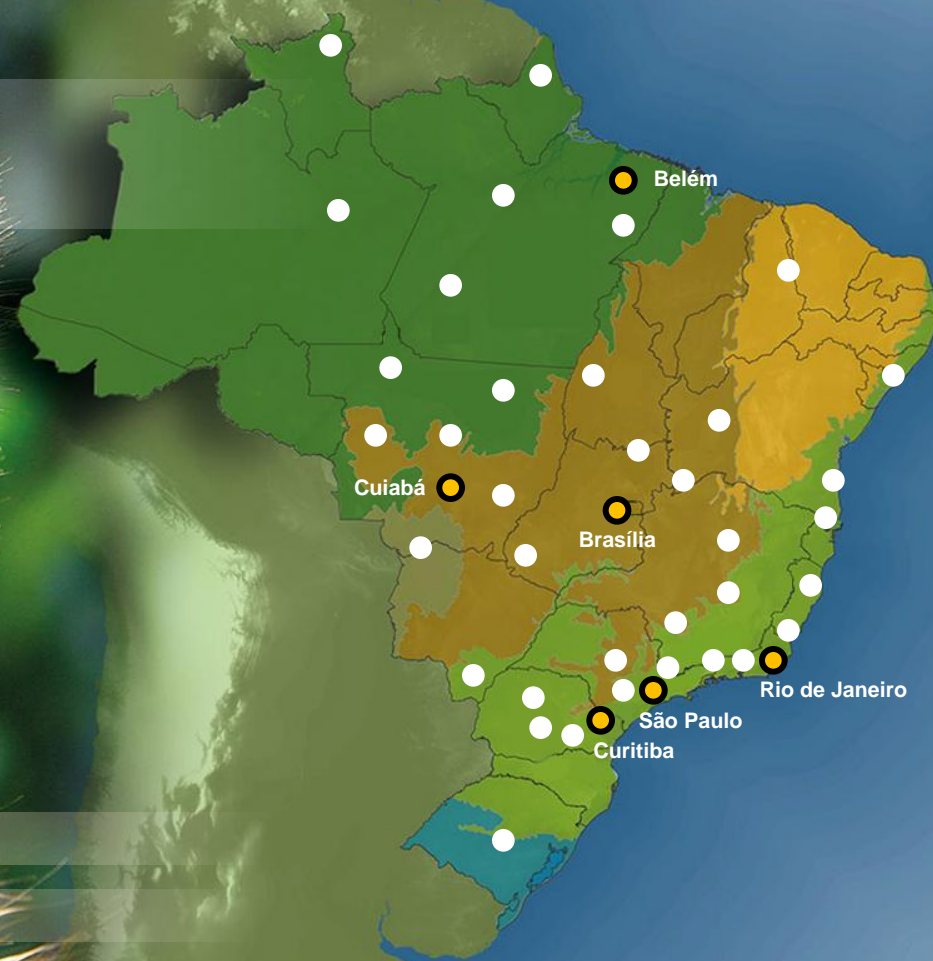 Belém
Cuiabá
Brasília
Rio de Janeiro
São Paulo
Curitiba